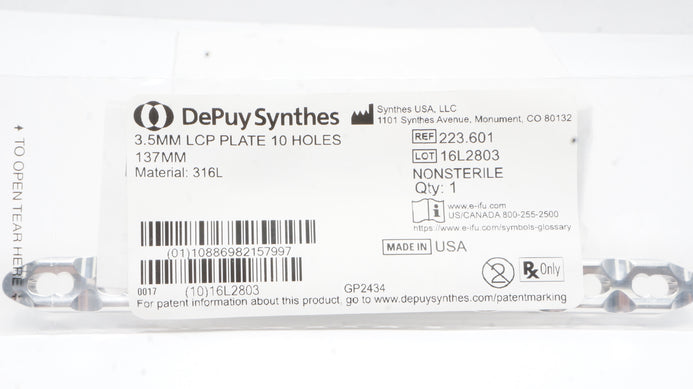 DePuy Synthes
3.5MM LCP PLATE 10 HOLES
137MM
Material: 316L
Synthes USA, LLC
1101 Synthes Avenue, Monument, CO 80132
REF 223.601
LOT 16L2803
NONSTERILE
Qty: 1
www.e-ifu.com
US/CANADA 800-255-2500
https://www.e-ifu.com/symbols-glossary
MADE IN USA
(01)10886982157997
0017
(10)16L2803
GP2434
2
Rx Only
For patent information about this product, go to www.depuysynthes.com/patentmarking
TO OPEN TEAR HERE